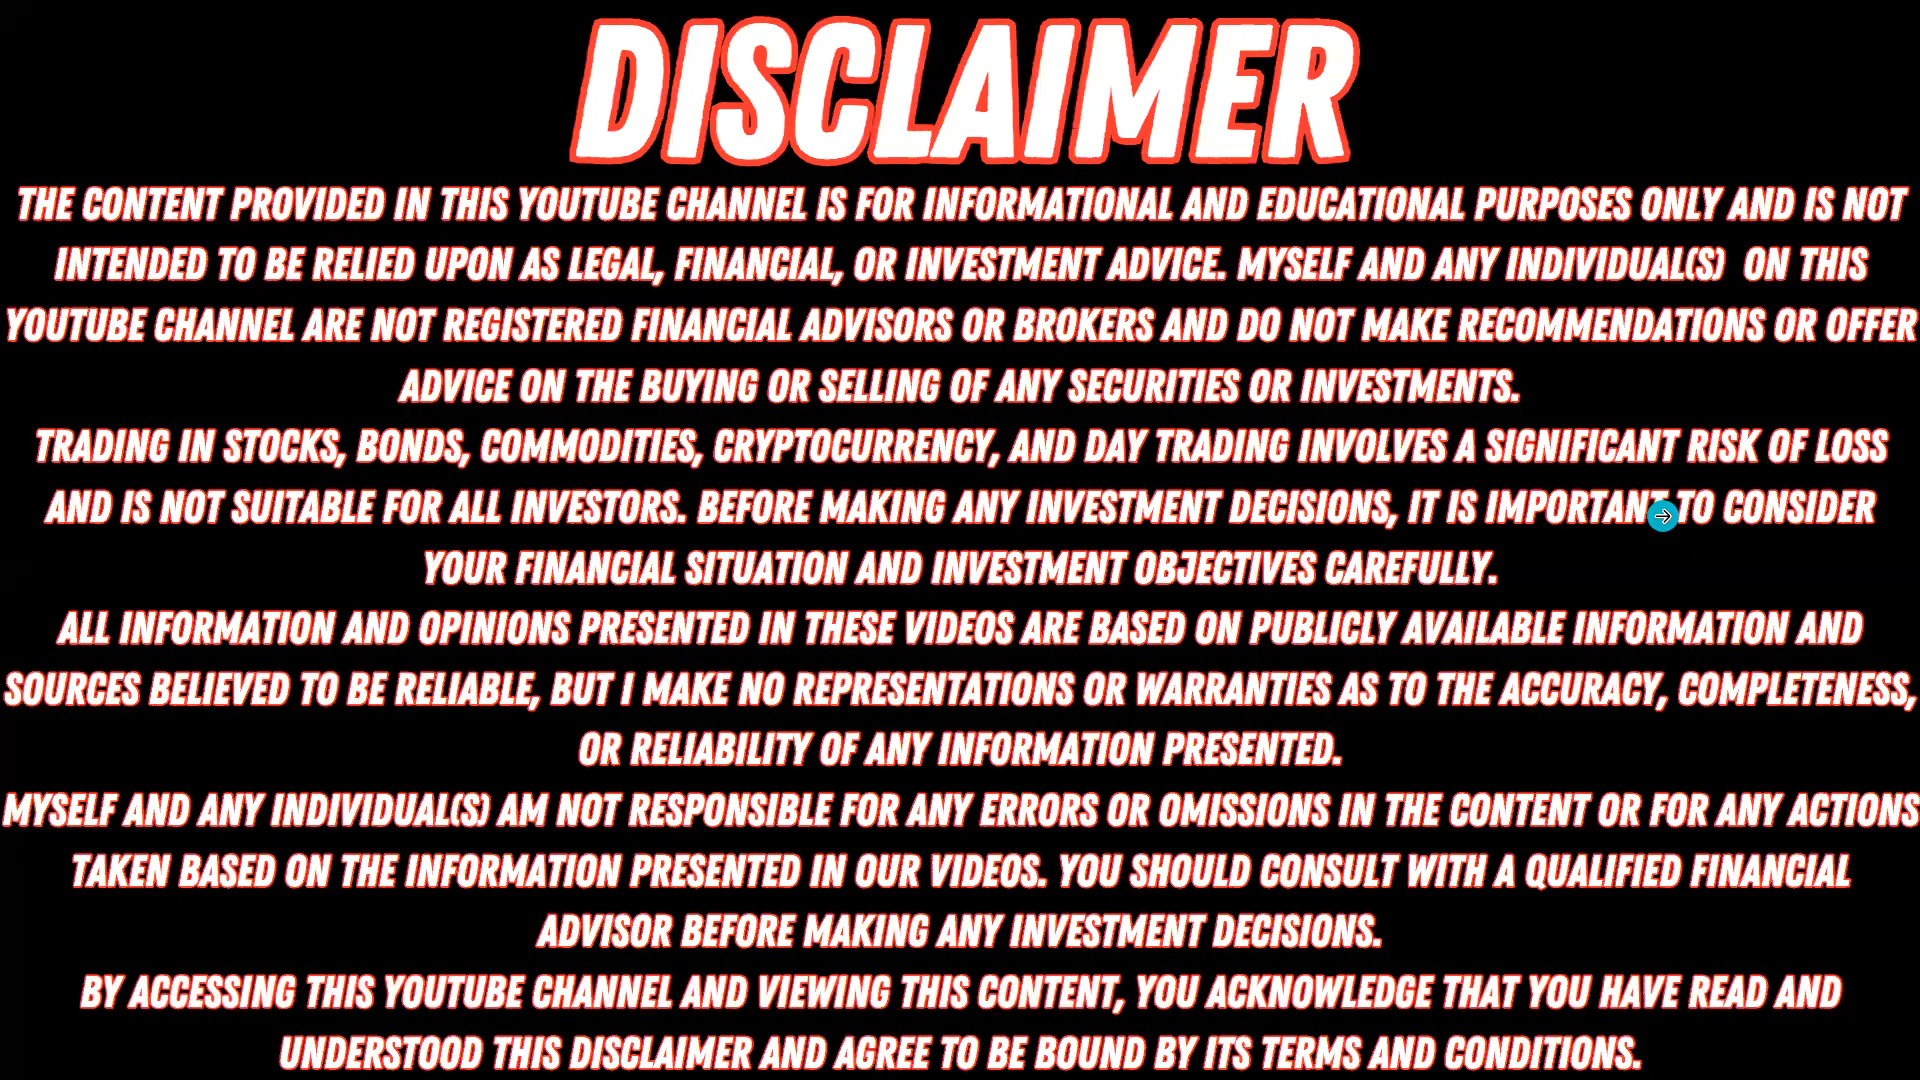 DISCLAIMER
THE CONTENT PROVIDED IN THIS YOUTUBE CHANNEL IS FOR INFORMATIONAL AND EDUCATIONAL PURPOSES ONLY AND IS NOT
INTENDED TO BE RELIED UPON AS LEGAL, FINANCIAL, OR INVESTMENT ADVICE. MYSELF AND ANY INDIVIDUAL(S) ON THIS
YOUTUBE CHANNEL ARE NOT REGISTERED FINANCIAL ADVISORS OR BROKERS AND DO NOT MAKE RECOMMENDATIONS OR OFFER
ADVICE ON THE BUYING OR SELLING OF ANY SECURITIES OR INVESTMENTS.
TRADING IN STOCKS, BONDS, COMMODITIES, CRYPTOCURRENCY, AND DAY TRADING INVOLVES A SIGNIFICANT RISK OF LOSS
AND IS NOT SUITABLE FOR ALL INVESTORS. BEFORE MAKING ANY INVESTMENT DECISIONS, IT IS IMPORTANT TO CONSIDER
YOUR FINANCIAL SITUATION AND INVESTMENT OBJECTIVES CAREFULLY.
ALL INFORMATION AND OPINIONS PRESENTED IN THESE VIDEOS ARE BASED ON PUBLICLY AVAILABLE INFORMATION AND
SOURCES BELIEVED TO BE RELIABLE, BUT I MAKE NO REPRESENTATIONS OR WARRANTIES AS TO THE ACCURACY, COMPLETENESS,
OR RELIABILITY OF ANY INFORMATION PRESENTED.
MYSELF AND ANY INDIVIDUAL(S) AM NOT RESPONSIBLE FOR ANY ERRORS OR OMISSIONS IN THE CONTENT OR FOR ANY ACTIONS
TAKEN BASED ON THE INFORMATION PRESENTED IN OUR VIDEOS. YOU SHOULD CONSULT WITH A QUALIFIED FINANCIAL
ADVISOR BEFORE MAKING ANY INVESTMENT DECISIONS.
BY ACCESSING THIS YOUTUBE CHANNEL AND VIEWING THIS CONTENT, YOU ACKNOWLEDGE THAT YOU HAVE READ AND
UNDERSTOOD THIS DISCLAIMER AND AGREE TO BE BOUND BY ITS TERMS AND CONDITIONS.